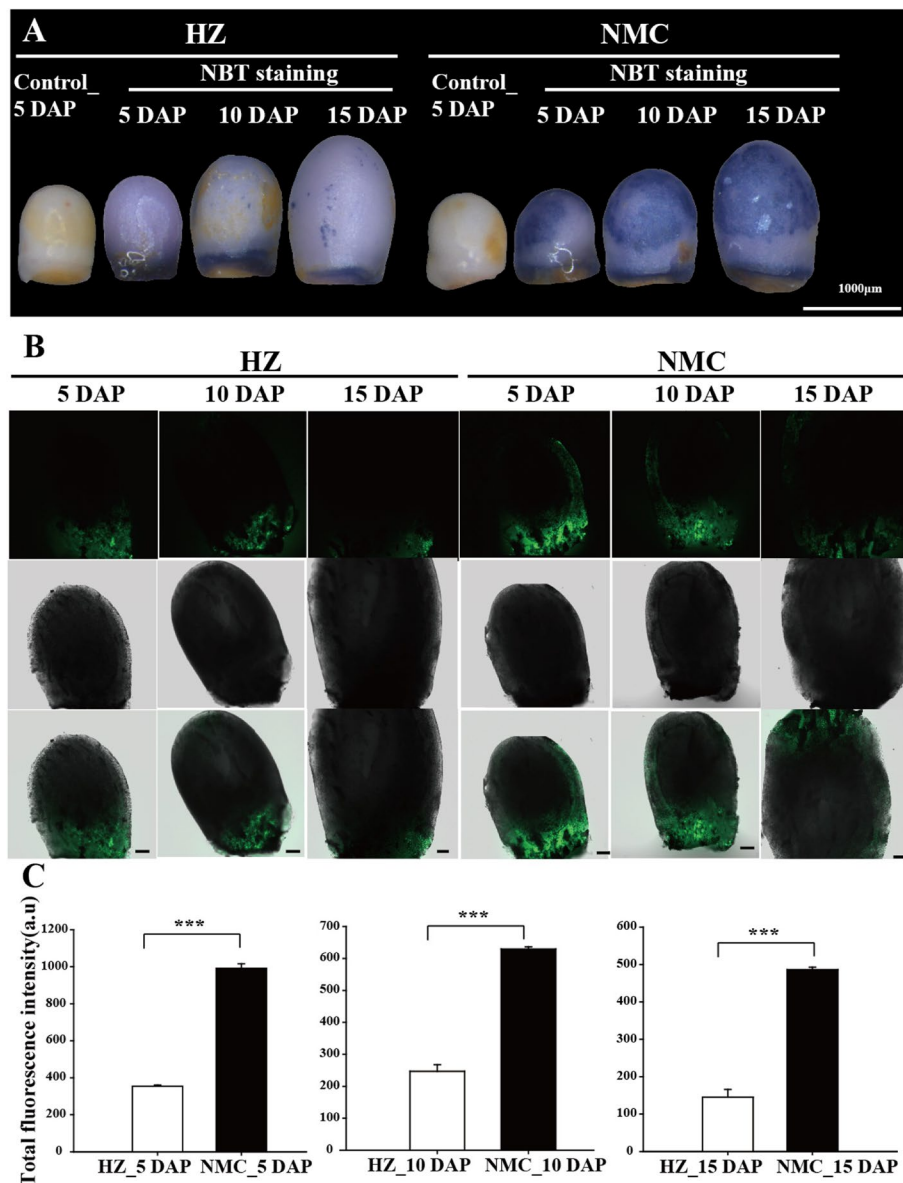 A
HZ
NMC
Control_
5 DAP
NBT staining
5 DAP
10 DAP
15 DAP
Control_
5 DAP
NBT staining
5 DAP
10 DAP
15 DAP
1000μm
B
HZ
NMC
5 DAP
10 DAP
15 DAP
5 DAP
10 DAP
15 DAP
C
Total fluorescence intensity(a.u)
1200
1000
800
600
400
200
0
***
HZ_5 DAP
NMC_5 DAP
700
600
500
400
300
200
100
0
***
HZ_10 DAP
NMC_10 DAP
600
500
400
300
200
100
0
***
HZ_15 DAP
NMC_15 DAP